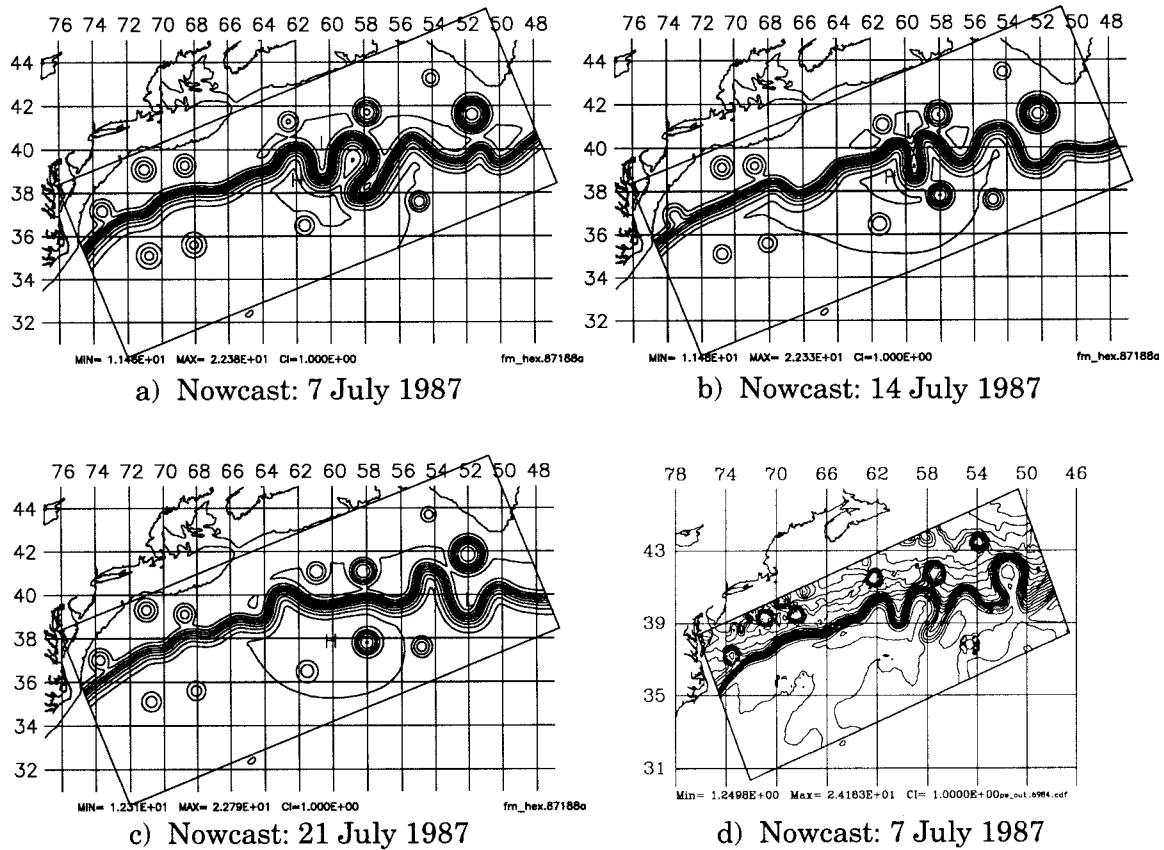 76 74 72 70 68 66 64 62 60 58 56 54 52 50 48
44
42
40
38
36
34
32
MIN= 1.148E+01 MAX= 2.238E+01 CI=1.000E+00 fm_hex.87188a
a) Nowcast: 7 July 1987
76 74 72 70 68 66 64 62 60 58 56 54 52 50 48
44
42
40
38
36
34
32
MIN= 1.148E+01 MAX= 2.233E+01 CI=1.000E+00 fm_hex.87188a
b) Nowcast: 14 July 1987
76 74 72 70 68 66 64 62 60 58 56 54 52 50 48
44
42
40
38
H
36
34
32
MIN= 1.231E+01 MAX= 2.279E+01 CI=1.000E+00 fm_hex.87188a
c) Nowcast: 21 July 1987
78 74 70 66 62 58 54 50 46
43
39
35
31
Min= 1.2498E+00 Max= 2.4183E+01 CI= 1.0000E+00pe_out.6984.cdf
d) Nowcast: 7 July 1987